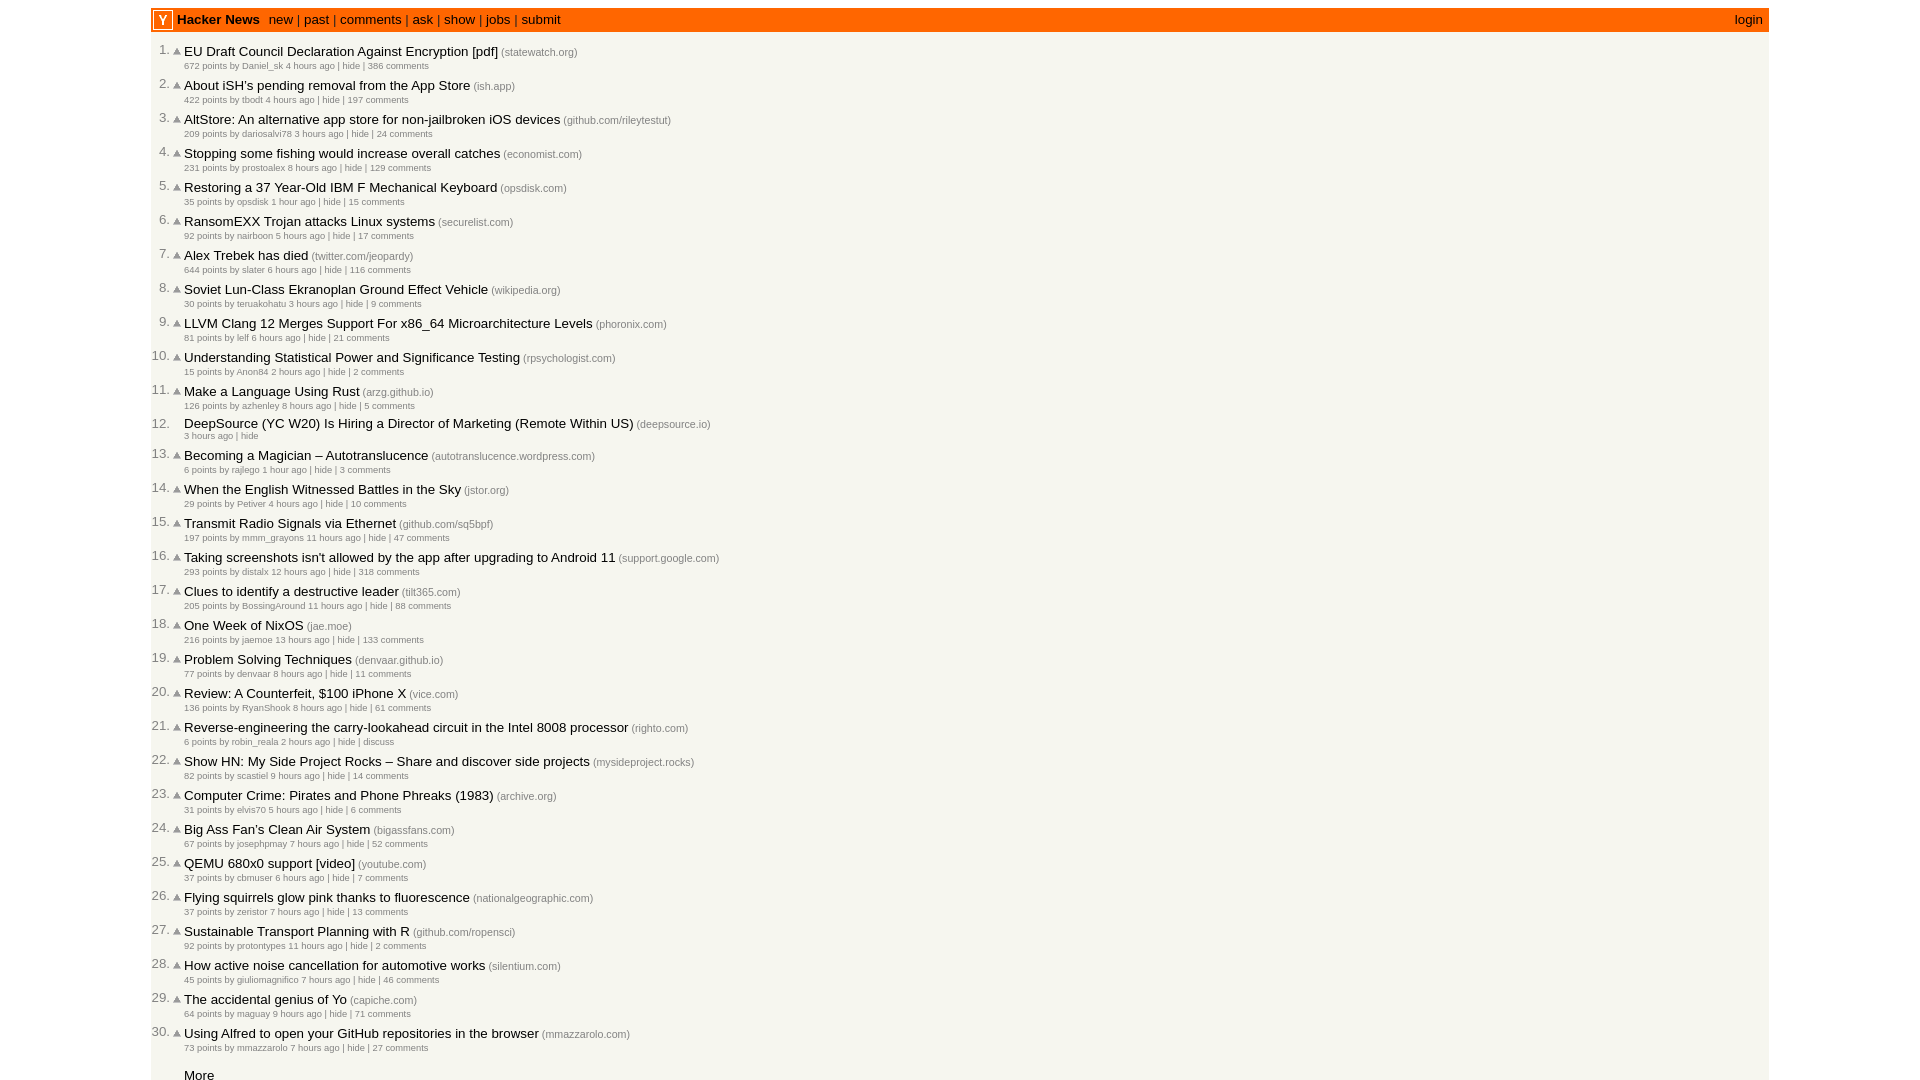 Y Hacker News new | past | comments | ask | show | jobs | submit login
1. EU Draft Council Declaration Against Encryption [pdf] (statewatch.org)
672 points by Daniel_sk 4 hours ago | hide | 386 comments
2. About iSH’s pending removal from the App Store (ish.app)
422 points by tbodt 4 hours ago | hide | 197 comments
3. AltStore: An alternative app store for non-jailbroken iOS devices (github.com/rileytestut)
209 points by dariosalvi78 3 hours ago | hide | 24 comments
4. Stopping some fishing would increase overall catches (economist.com)
231 points by prostoalex 8 hours ago | hide | 129 comments
5. Restoring a 37 Year-Old IBM F Mechanical Keyboard (opsdisk.com)
35 points by opsdisk 1 hour ago | hide | 15 comments
6. RansomEXX Trojan attacks Linux systems (securelist.com)
92 points by nairboon 5 hours ago | hide | 17 comments
7. Alex Trebek has died (twitter.com/jeopardy)
644 points by slater 6 hours ago | hide | 116 comments
8. Soviet Lun-Class Ekranoplan Ground Effect Vehicle (wikipedia.org)
30 points by teruakohatu 3 hours ago | hide | 9 comments
9. LLVM Clang 12 Merges Support For x86_64 Microarchitecture Levels (phoronix.com)
81 points by lelf 6 hours ago | hide | 21 comments
10. Understanding Statistical Power and Significance Testing (rpsychologist.com)
15 points by Anon84 2 hours ago | hide | 2 comments
11. Make a Language Using Rust (arzg.github.io)
126 points by azhenley 8 hours ago | hide | 5 comments
12. DeepSource (YC W20) Is Hiring a Director of Marketing (Remote Within US) (deepsource.io)
3 hours ago | hide
13. Becoming a Magician – Autotranslucence (autotranslucence.wordpress.com)
6 points by rajlego 1 hour ago | hide | 3 comments
14. When the English Witnessed Battles in the Sky (jstor.org)
29 points by Petiver 4 hours ago | hide | 10 comments
15. Transmit Radio Signals via Ethernet (github.com/sq5bpf)
197 points by mmm_grayons 11 hours ago | hide | 47 comments
16. Taking screenshots isn't allowed by the app after upgrading to Android 11 (support.google.com)
293 points by distalx 12 hours ago | hide | 318 comments
17. Clues to identify a destructive leader (tilt365.com)
205 points by BossingAround 11 hours ago | hide | 88 comments
18. One Week of NixOS (jae.moe)
216 points by jaemoe 13 hours ago | hide | 133 comments
19. Problem Solving Techniques (denvaar.github.io)
77 points by denvaar 8 hours ago | hide | 11 comments
20. Review: A Counterfeit, $100 iPhone X (vice.com)
136 points by RyanShook 8 hours ago | hide | 61 comments
21. Reverse-engineering the carry-lookahead circuit in the Intel 8008 processor (righto.com)
6 points by robin_reala 2 hours ago | hide | discuss
22. Show HN: My Side Project Rocks – Share and discover side projects (mysideproject.rocks)
82 points by scastiel 9 hours ago | hide | 14 comments
23. Computer Crime: Pirates and Phone Phreaks (1983) (archive.org)
31 points by elvis70 5 hours ago | hide | 6 comments
24. Big Ass Fan’s Clean Air System (bigassfans.com)
67 points by josephpmay 7 hours ago | hide | 52 comments
25. QEMU 680x0 support [video] (youtube.com)
37 points by cbmuser 6 hours ago | hide | 7 comments
26. Flying squirrels glow pink thanks to fluorescence (nationalgeographic.com)
37 points by zeristor 7 hours ago | hide | 13 comments
27. Sustainable Transport Planning with R (github.com/ropensci)
92 points by protontypes 11 hours ago | hide | 2 comments
28. How active noise cancellation for automotive works (silentium.com)
45 points by giuliomagnifico 7 hours ago | hide | 46 comments
29. The accidental genius of Yo (capiche.com)
64 points by maguay 9 hours ago | hide | 71 comments
30. Using Alfred to open your GitHub repositories in the browser (mmazzarolo.com)
73 points by mmazzarolo 7 hours ago | hide | 27 comments
More